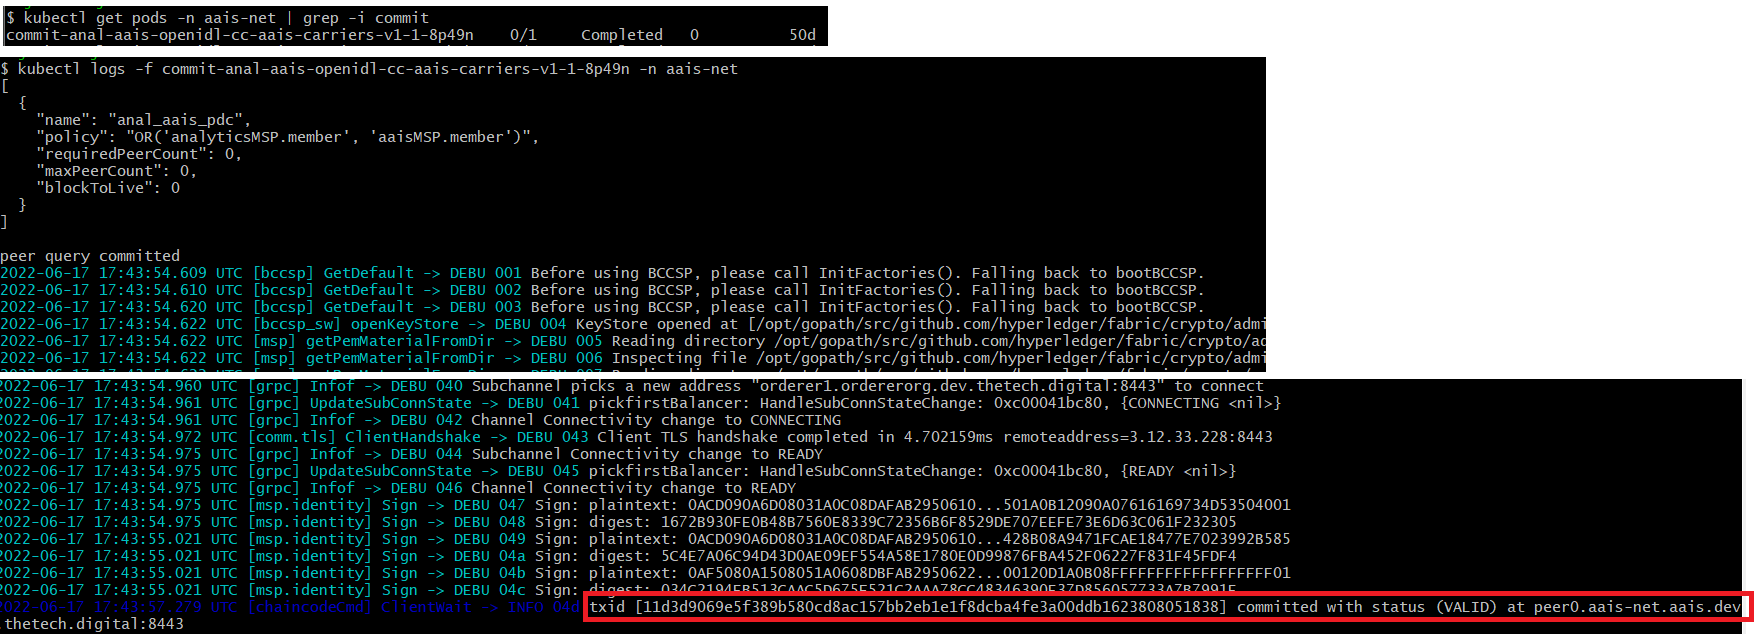 $ kubectl get pods -n aais-net | grep -i commit
commit-anal-aais-openidl-cc-aais-carriers-v1-1-8p49n 0/1 Completed 0 50d
$ kubectl logs -f commit-anal-aais-openidl-cc-aais-carriers-v1-1-8p49n -n aais-net
[
{
"name": "anal_aais_pdc",
"policy": "OR('analyticsMSP.member', 'aaisMSP.member')",
"requiredPeerCount": 0,
"maxPeerCount": 0,
"blockToLive": 0
}
]
peer query committed
2022-06-17 17:43:54.609 UTC [bccsp] GetDefault -> DEBU 001 Before using BCCSP, please call InitFactories(). Falling back to bootBCCSP.
2022-06-17 17:43:54.610 UTC [bccsp] GetDefault -> DEBU 002 Before using BCCSP, please call InitFactories(). Falling back to bootBCCSP.
2022-06-17 17:43:54.620 UTC [bccsp] GetDefault -> DEBU 003 Before using BCCSP, please call InitFactories(). Falling back to bootBCCSP.
2022-06-17 17:43:54.622 UTC [bccsp_sw] openKeyStore -> DEBU 004 KeyStore opened at [/opt/gopath/src/github.com/hyperledger/fabric/crypto/admi
2022-06-17 17:43:54.622 UTC [msp] getPemMaterialFromDir -> DEBU 005 Reading directory /opt/gopath/src/github.com/hyperledger/fabric/crypto/ad
2022-06-17 17:43:54.622 UTC [msp] getPemMaterialFromDir -> DEBU 006 Inspecting file /opt/gopath/src/github.com/hyperledger/fabric/crypto/admi
2022-06-17 17:43:54.960 UTC [grpc] Infof -> DEBU 040 Subchannel picks a new address "orderer1.ordererorg.dev.thetech.digital:8443" to connect
2022-06-17 17:43:54.961 UTC [grpc] UpdateSubConnState -> DEBU 041 pickfirstBalancer: HandleSubConnStateChange: 0xc00041bc80, {CONNECTING <nil>}
2022-06-17 17:43:54.961 UTC [grpc] Infof -> DEBU 042 Channel Connectivity change to CONNECTING
2022-06-17 17:43:54.972 UTC [comm.tls] ClientHandshake -> DEBU 043 Client TLS handshake completed in 4.702159ms remoteaddress=3.12.33.228:8443
2022-06-17 17:43:54.975 UTC [grpc] Infof -> DEBU 044 Subchannel Connectivity change to READY
2022-06-17 17:43:54.975 UTC [grpc] UpdateSubConnState -> DEBU 045 pickfirstBalancer: HandleSubConnStateChange: 0xc00041bc80, {READY <nil>}
2022-06-17 17:43:54.975 UTC [grpc] Infof -> DEBU 046 Channel Connectivity change to READY
2022-06-17 17:43:54.975 UTC [msp.identity] Sign -> DEBU 047 Sign: plaintext: 0ACD090A6D08031A0C08DAFAB2950610...501A0B12090A07616169734D53504001
2022-06-17 17:43:54.975 UTC [msp.identity] Sign -> DEBU 048 Sign: digest: 1672B930FE0B48B7560E8339C72356B6F8529DE707EEFE73E6D63C061F232305
2022-06-17 17:43:55.021 UTC [msp.identity] Sign -> DEBU 049 Sign: plaintext: 0ACD090A6D08031A0C08DAFAB2950610...428B08A9471FCAE18477E7023992B585
2022-06-17 17:43:55.021 UTC [msp.identity] Sign -> DEBU 04a Sign: digest: 5C4E7A06C94D43D0AE09EF554A58E1780E0D99876FBA452F06227F831F45FDF4
2022-06-17 17:43:55.021 UTC [msp.identity] Sign -> DEBU 04b Sign: plaintext: 0AF5080A1508051A0608DBFAB2950622...00120D1A0B08FFFFFFFFFFFFFFFFFF01
2022-06-17 17:43:55.021 UTC [msp.identity] Sign -> DEBU 04c Sign: digest:
2022-06-17 17:43:57.279 UTC [chaincodeCmd] ClientWait -> INFO 04d txid [11d3d9069e5f389b580cd8ac157bb2eb1e1f8dcba4fe3a00ddb1623808051838] committed with status (VALID) at peer0.aais-net.aais.dev
.thetech.digital:8443